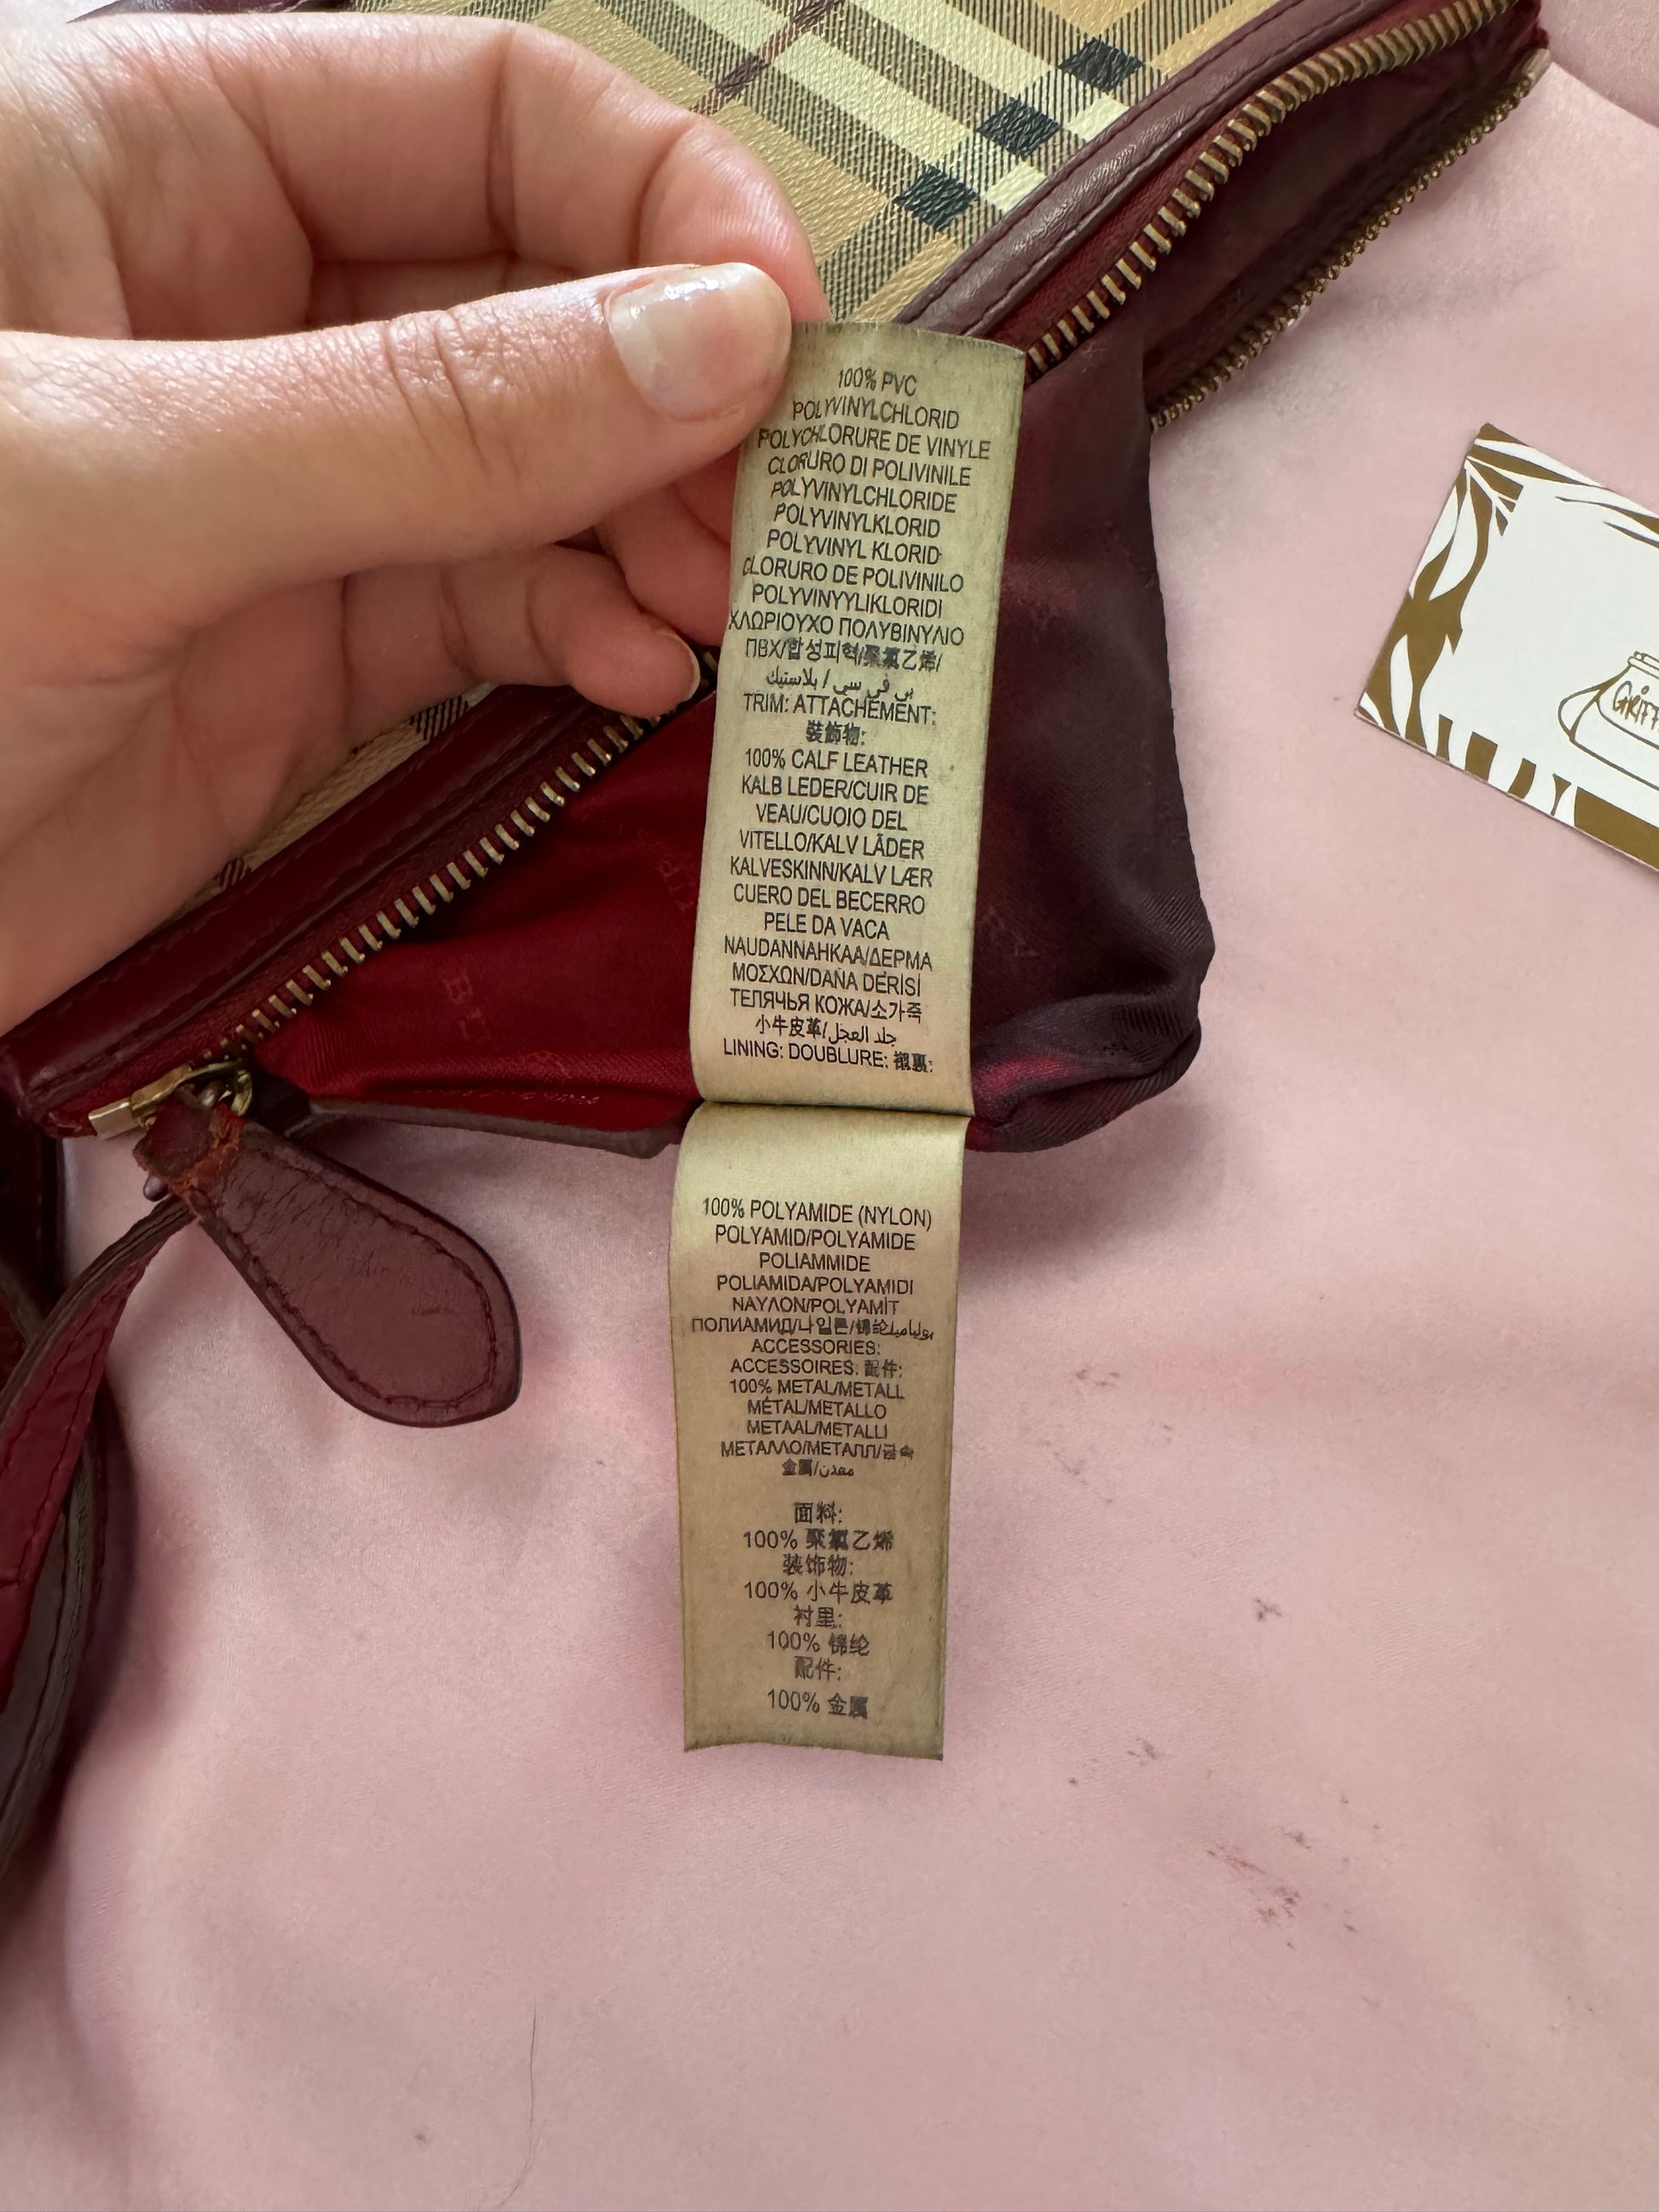 100% PVC
POLYVINYLCHLORID
POLYCHLORURE DE VINYLE
CLORURO DI POLIVINILE
POLYVINYLCHLORIDE
POLYVINYLKLORID
POLYVINYL KLORID
CLORURO DE POLIVINILO
POLYVINYYLIKLORIDI
ΧΛΩΡΙΟΥΧΟ ΠΟΛΥΒΙΝΥΛΙΟ
ПВХ/합성피혁/聚氯乙烯/
بي في سي / بلاستيك
TRIM: ATTACHEMENT:
裝飾物:
100% CALF LEATHER
KALB LEDER/CUIR DE
VEAU/CUOIO DEL
VITELLO/KALV LÄDER
KALVESKINN/KALV LÆR
CUERO DEL BECERRO
PELE DA VACA
NAUDANNAHKAA/ΔΕΡΜΑ
ΜΟΣΧΩΝ/DANA DERİSİ
ТЕЛЯЧЬЯ КОЖА/소가죽
小牛皮革/جلد العجل
LINING: DOUBLURE: 襯裏:
100% POLYAMIDE (NYLON)
POLYAMID/POLYAMIDE
POLIAMMIDE
POLIAMIDA/POLYAMIDI
ΝΑΥΛΟΝ/POLYAMİT
ПОЛИАМИД/나일론/锦纶/بولياميد
ACCESSORIES:
ACCESSOIRES: 配件:
100% METAL/METALL
MÉTAL/METALLO
METAAL/METALLI
ΜΕΤΑΛΛΟ/МЕТАЛЛ/금속
金属/معدن
面料:
100% 聚氯乙烯
装饰物:
100% 小牛皮革
衬里:
100% 锦纶
配件:
100% 金属